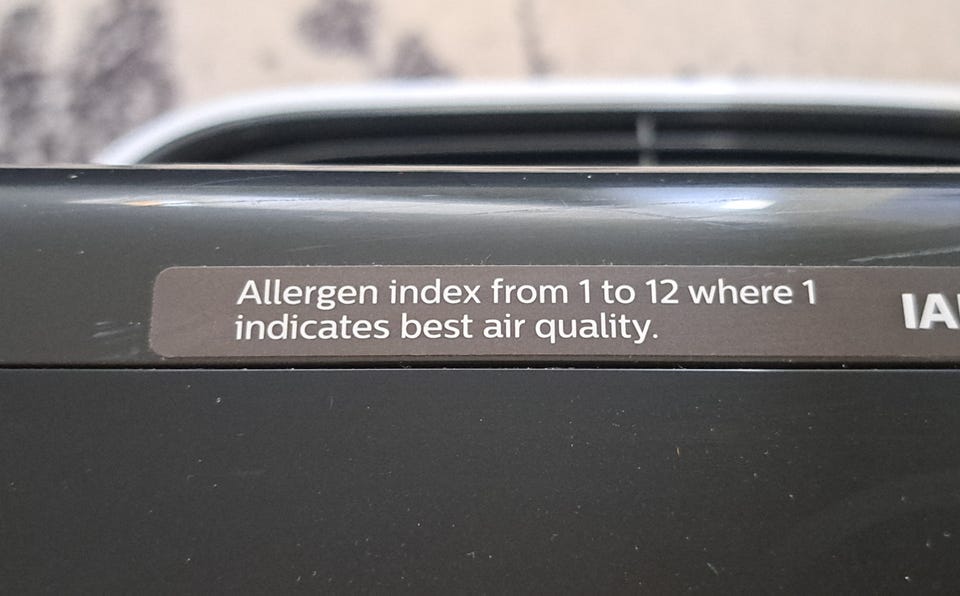 Allergen index from 1 to 12 where 1
indicates best air quality.